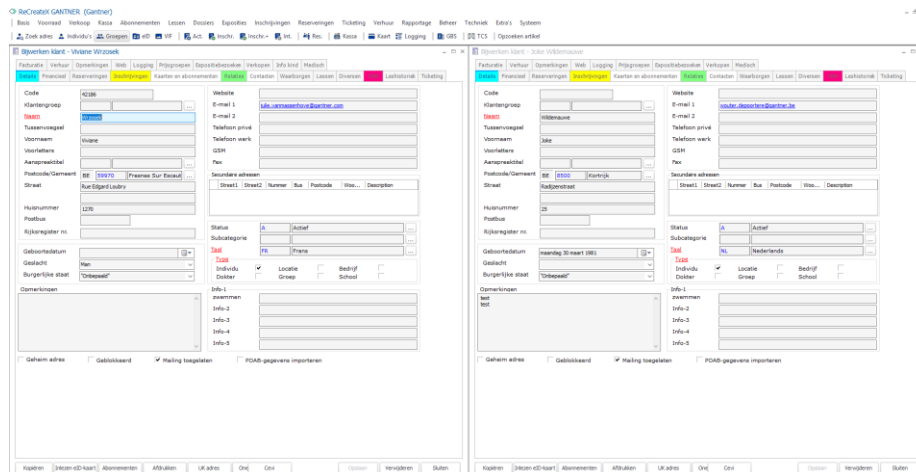 ReCreateX GANTNER (Gantner)
Basis Voorraad Verkoop Kassa Abonnementen Lessen Dossiers Exposities Inschrijvingen Reserveringen Ticketing Verhuur Rapportage Beheer Techniek Extra's Systeem
Zoek adres Individu's Groepen eID VIF Act. Inschr. Inschr.+ Int. Res. Kassa Kaart Logging GBS TCS Opzoeken artikel
Bijwerken klant - Viviane Wrzosek
Facturatie Verhuur Opmerkingen Web Logging Prijsgroepen Expositiebezoeken Verkopen Info kind Medisch
Details Financieel Reserveringen Inschrijvingen Kaarten en abonnementen Relaties Contacten Waarborgen Lessen Diversen Leshistoriek Ticketing
Code 42186 Website
Klantengroep ... E-mail 1 julie.vanmassenhove@gantner.com
Naam Wrzosek E-mail 2
Tussenvoegsel Telefoon privé
Voornaam Viviane Telefoon werk
Voorletters GSM
Aanspreektitel ... Fax
Postcode/Gemeent BE 59970 Fresnes Sur Escaut ... Secundaire adressen
Straat Rue Edgard Loubry Street1 Street2 Nummer Bus Postcode Woo... Description
Huisnummer 1270
Postbus
Rijksregister nr. Status A Actief ...
Subcategorie ...
Geboortedatum Taal FR Frans ...
Geslacht Man Type
Individu Locatie Bedrijf
Burgerlijke staat "Onbepaald" Dokter Groep School
Opmerkingen Info-1
zwemmen
Info-2
Info-3
Info-4
Info-5
Geheim adres Geblokkeerd Mailing toegelaten POAB-gegevens importeren
Kopiëren Inlezen eID-kaart Abonnementen Afdrukken UK adres One Cevi Opslaan Verwijderen Sluiten
Bijwerken klant - Joke Wildemauwe
Facturatie Verhuur Opmerkingen Web Logging Prijsgroepen Expositiebezoeken Verkopen Medisch
Details Financieel Reserveringen Inschrijvingen Kaarten en abonnementen Relaties Contacten Waarborgen Lessen Diversen Leshistoriek Ticketing
Code Website
Klantengroep ... E-mail 1 wouter.desportere@gantner.be
Naam Wildemauwe E-mail 2
Tussenvoegsel Telefoon privé
Voornaam Joke Telefoon werk
Voorletters GSM
Aanspreektitel ... Fax
Postcode/Gemeent BE 8500 Kortrijk ... Secundaire adressen
Straat Radijzenstraat Street1 Street2 Nummer Bus Postcode Woo... Description
Huisnummer 25
Postbus
Rijksregister nr. Status A Actief ...
Subcategorie ...
Geboortedatum maandag 30 maart 1981 Taal NL Nederlands ...
Geslacht Type
Individu Locatie Bedrijf
Burgerlijke staat "Onbepaald" Dokter Groep School
Opmerkingen Info-1
test zwemmen
test
Info-2
Info-3
Info-4
Info-5
Geheim adres Geblokkeerd Mailing toegelaten POAB-gegevens importeren
Kopiëren Inlezen eID-kaart Abonnementen Afdrukken UK adres One Cevi Opslaan Verwijderen Sluiten